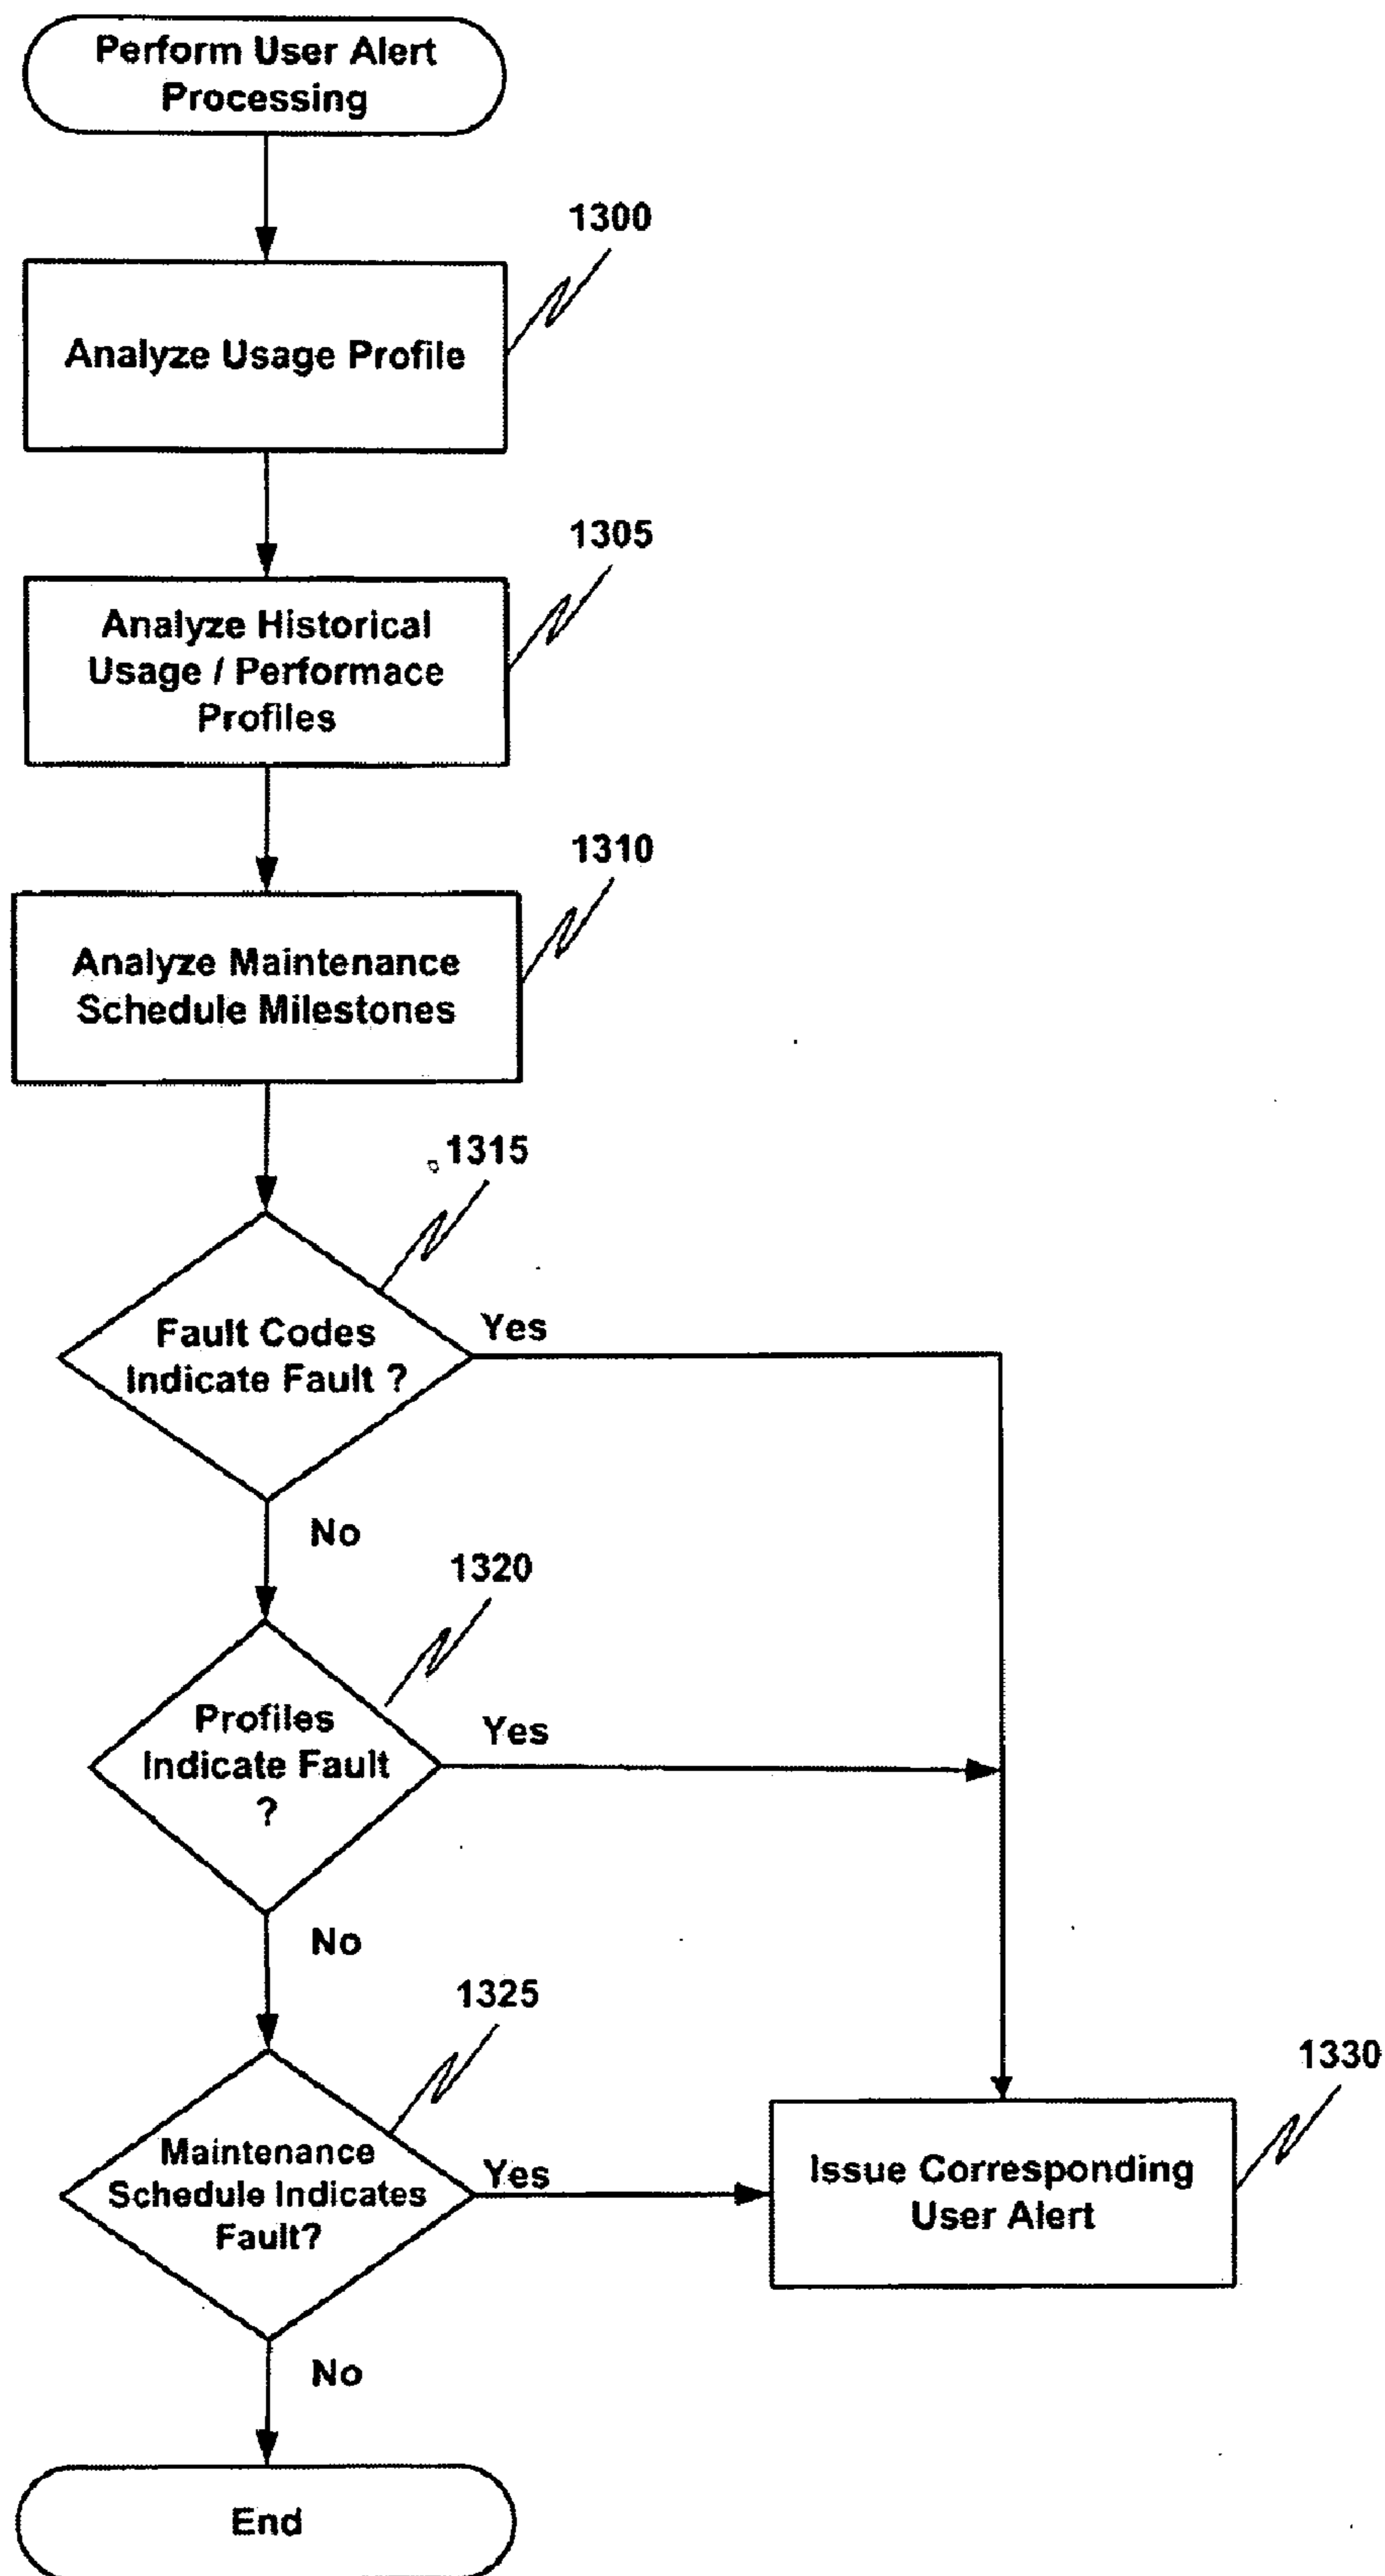 Perform User Alert
Processing
1300
Analyze Usage Profile
1305
Analyze Historical
Usage / Performace
Profiles
1310
Analyze Maintenance
Schedule Milestones
1315
Fault Codes
Indicate Fault ?
Yes
No
1320
Profiles
Indicate Fault
?
Yes
No
1325
Maintenance
Schedule Indicates
Fault?
Yes
1330
Issue Corresponding
User Alert
No
End